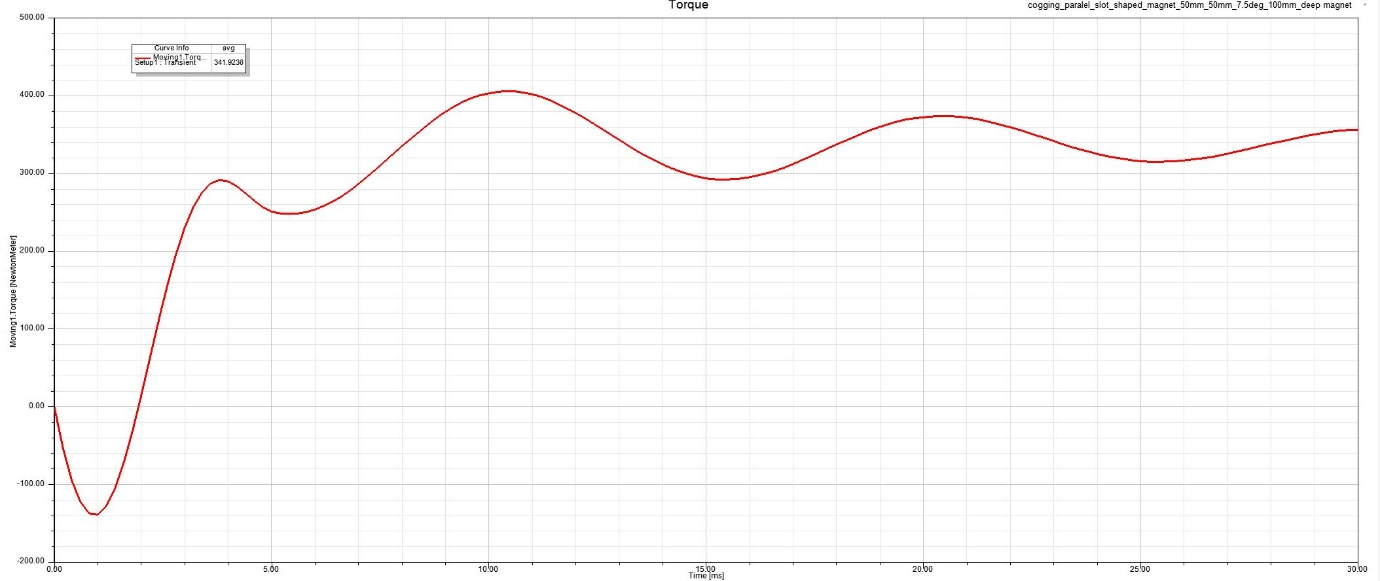 Torque
cogging_paralel_slot_shaped_magnet_50mm_50mm_7.5deg_100mm_deep magnet
500.00
Curve Info avg
Moving1.Torq...
Setup1 : Transient 341.9238
400.00
300.00
200.00
100.00
0.00
-100.00
-200.00
Moving1.Torque [NewtonMeter]
0.00 5.00 10.00 15.00 20.00 25.00 30.00
Time [ms]